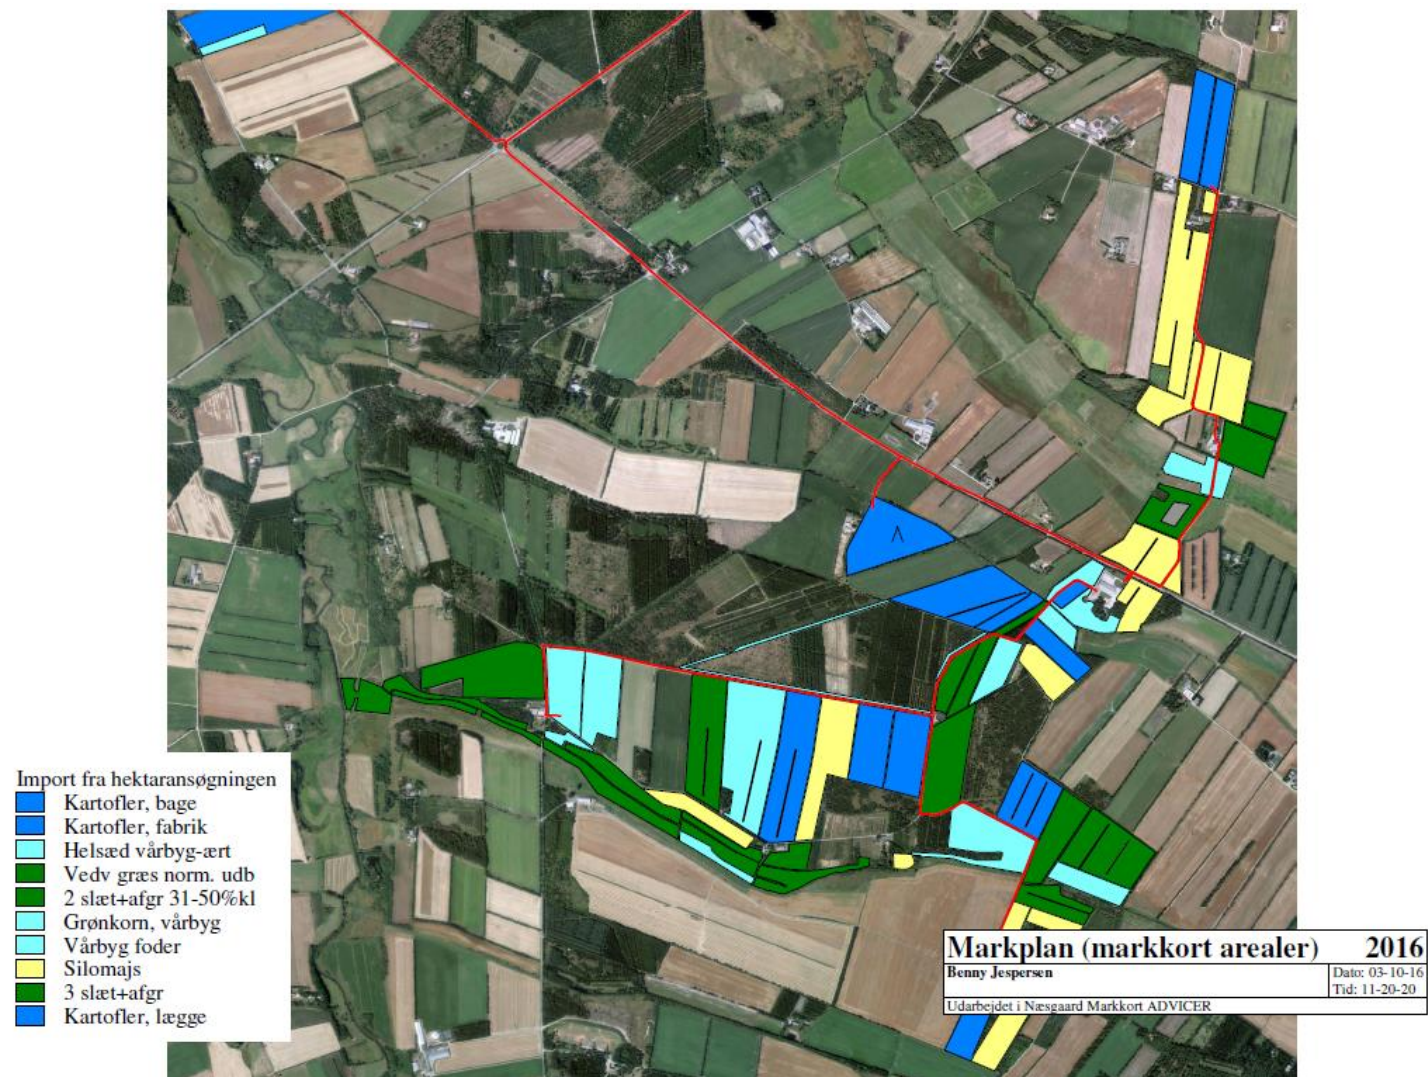 Import fra hektaransøgningen
Kartofler, bage
Kartofler, fabrik
Helsæd vårbyg-ært
Vedv græs norm. udb
2 slæt+afgr 31-50%kl
Grønkorn, vårbyg
Vårbyg foder
Silomajs
3 slæt+afgr
Kartofler, lægge
Markplan (markkort arealer) 2016
Benny Jespersen
Dato: 03-10-16
Tid: 11-20-20
Udarbejdet i Næsgaard Markkort ADVICER